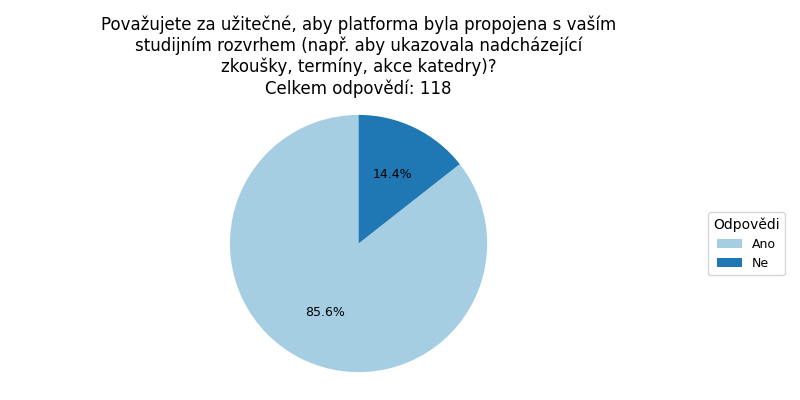 Považujete za užitečné, aby platforma byla propojena s vaším
studijním rozvrhem (např. aby ukazovala nadcházející
zkoušky, termíny, akce katedry)?
Celkem odpovědí: 118
14.4%
85.6%
Odpovědi
Ano
Ne